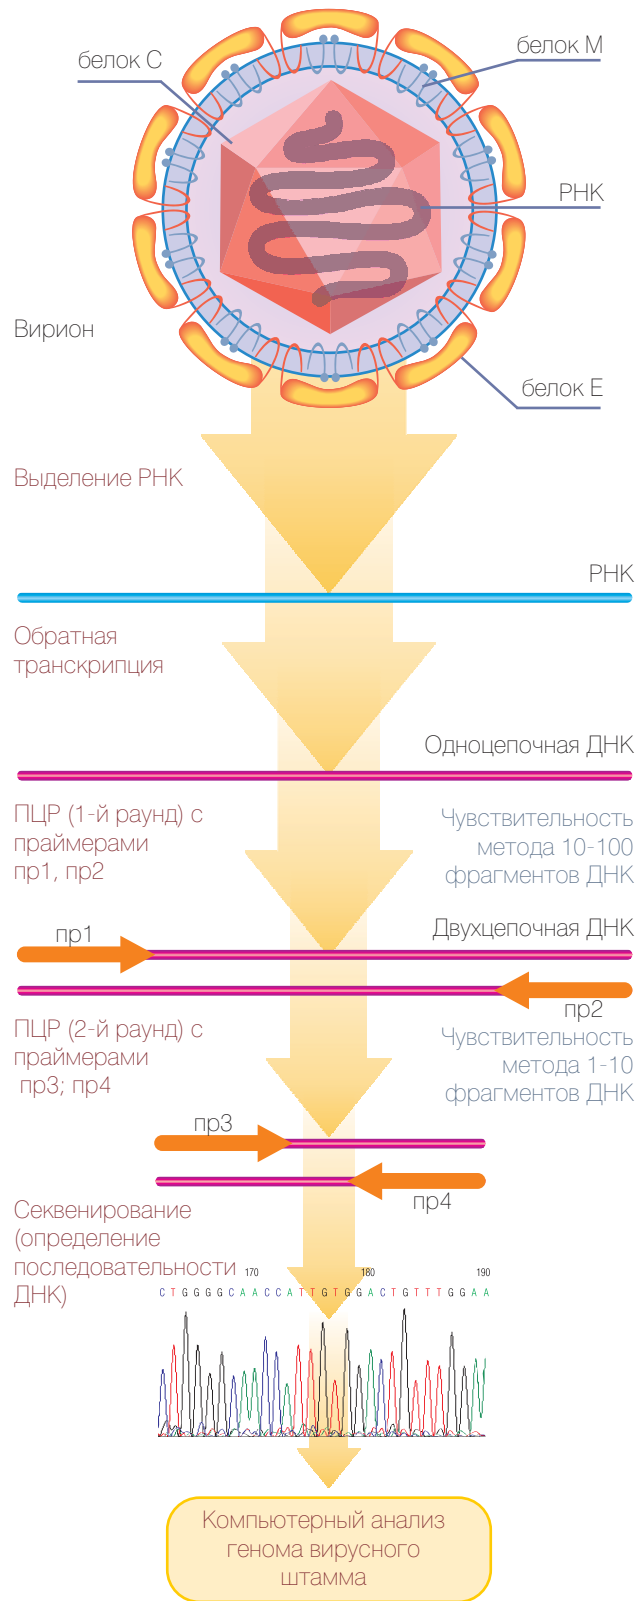 белок C
белок M
РНК
Вирион
белок E
Выделение РНК
РНК
Обратная
транскрипция
Одноцепочная ДНК
ПЦР (1-й раунд) с
праймерами
пр1, пр2
Чувствительность
метода 10-100
фрагментов ДНК
пр1
Двухцепочная ДНК
пр2
ПЦР (2-й раунд) с
праймерами
пр3; пр4
Чувствительность
метода 1-10
фрагментов ДНК
пр3
пр4
Секвенирование
(определение
последовательности
ДНК)
170 180 190
C T G G G G C A A C C A T T G T G G A C T G T T T G G A A
Компьютерный анализ
генома вирусного
штамма